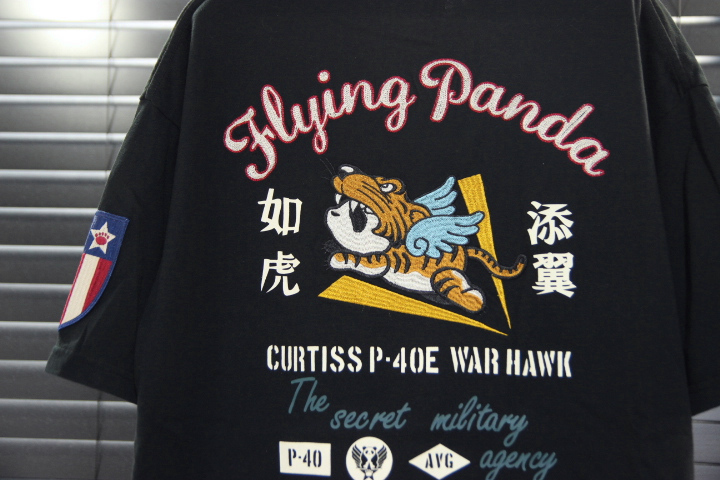 Flying Panda
如虎
添翼
CURTISS P-40E WAR HAWK
The
secret military
agency
P-40
AVG